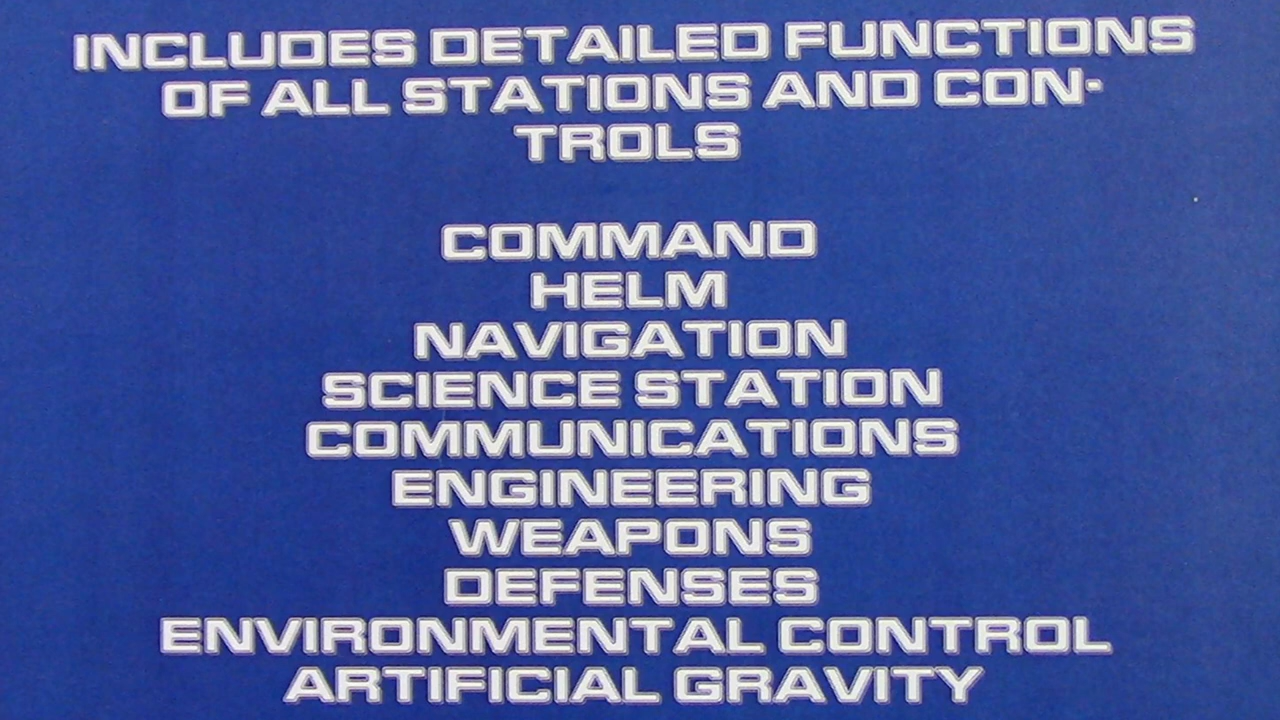 INCLUDES DETAILED FUNCTIONS
OF ALL STATIONS AND CON-
TROLS
COMMAND
HELM
NAVIGATION
SCIENCE STATION
COMMUNICATIONS
ENGINEERING
WEAPONS
DEFENSES
ENVIRONMENTAL CONTROL
ARTIFICIAL GRAVITY